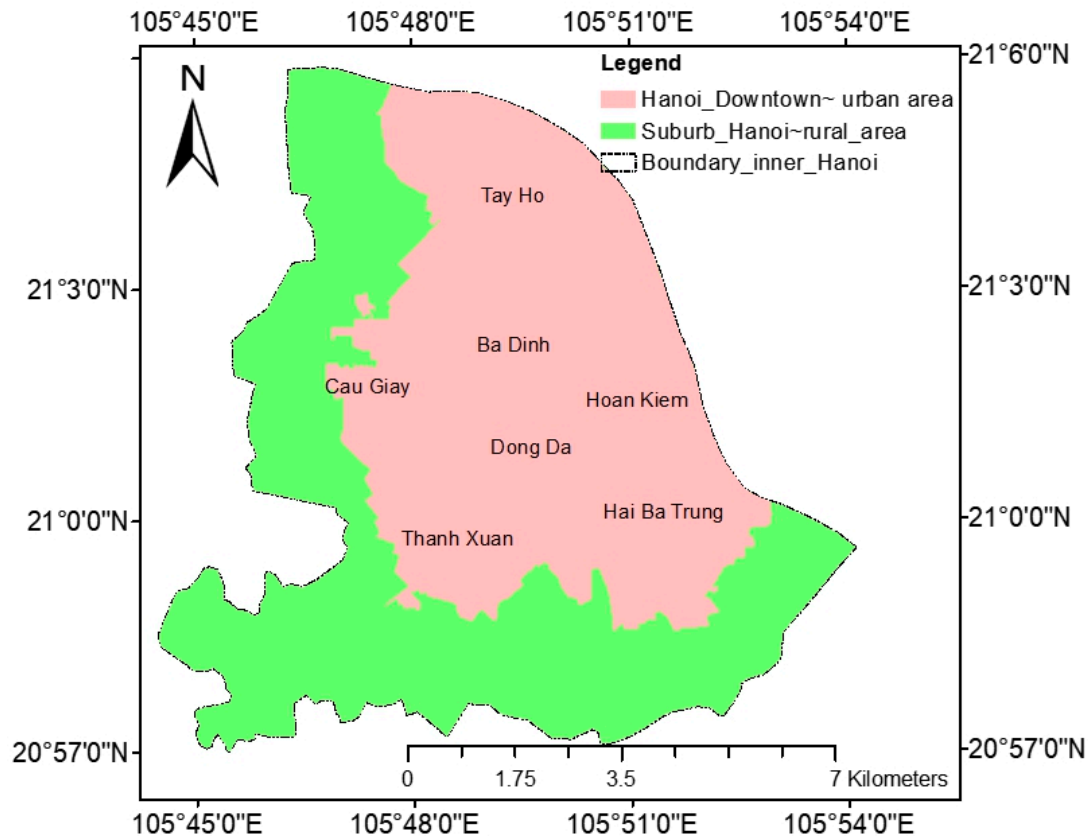 105°45'0"E 105°48'0"E 105°51'0"E 105°54'0"E
21°6'0"N
N
Legend
Hanoi_Downtown~ urban area
Suburb_Hanoi~rural_area
Boundary_inner_Hanoi
Tay Ho
21°3'0"N 21°3'0"N
Ba Dinh
Cau Giay
Hoan Kiem
Dong Da
Hai Ba Trung
21°0'0"N 21°0'0"N
Thanh Xuan
20°57'0"N 20°57'0"N
0 1.75 3.5 7 Kilometers
105°45'0"E 105°48'0"E 105°51'0"E 105°54'0"E